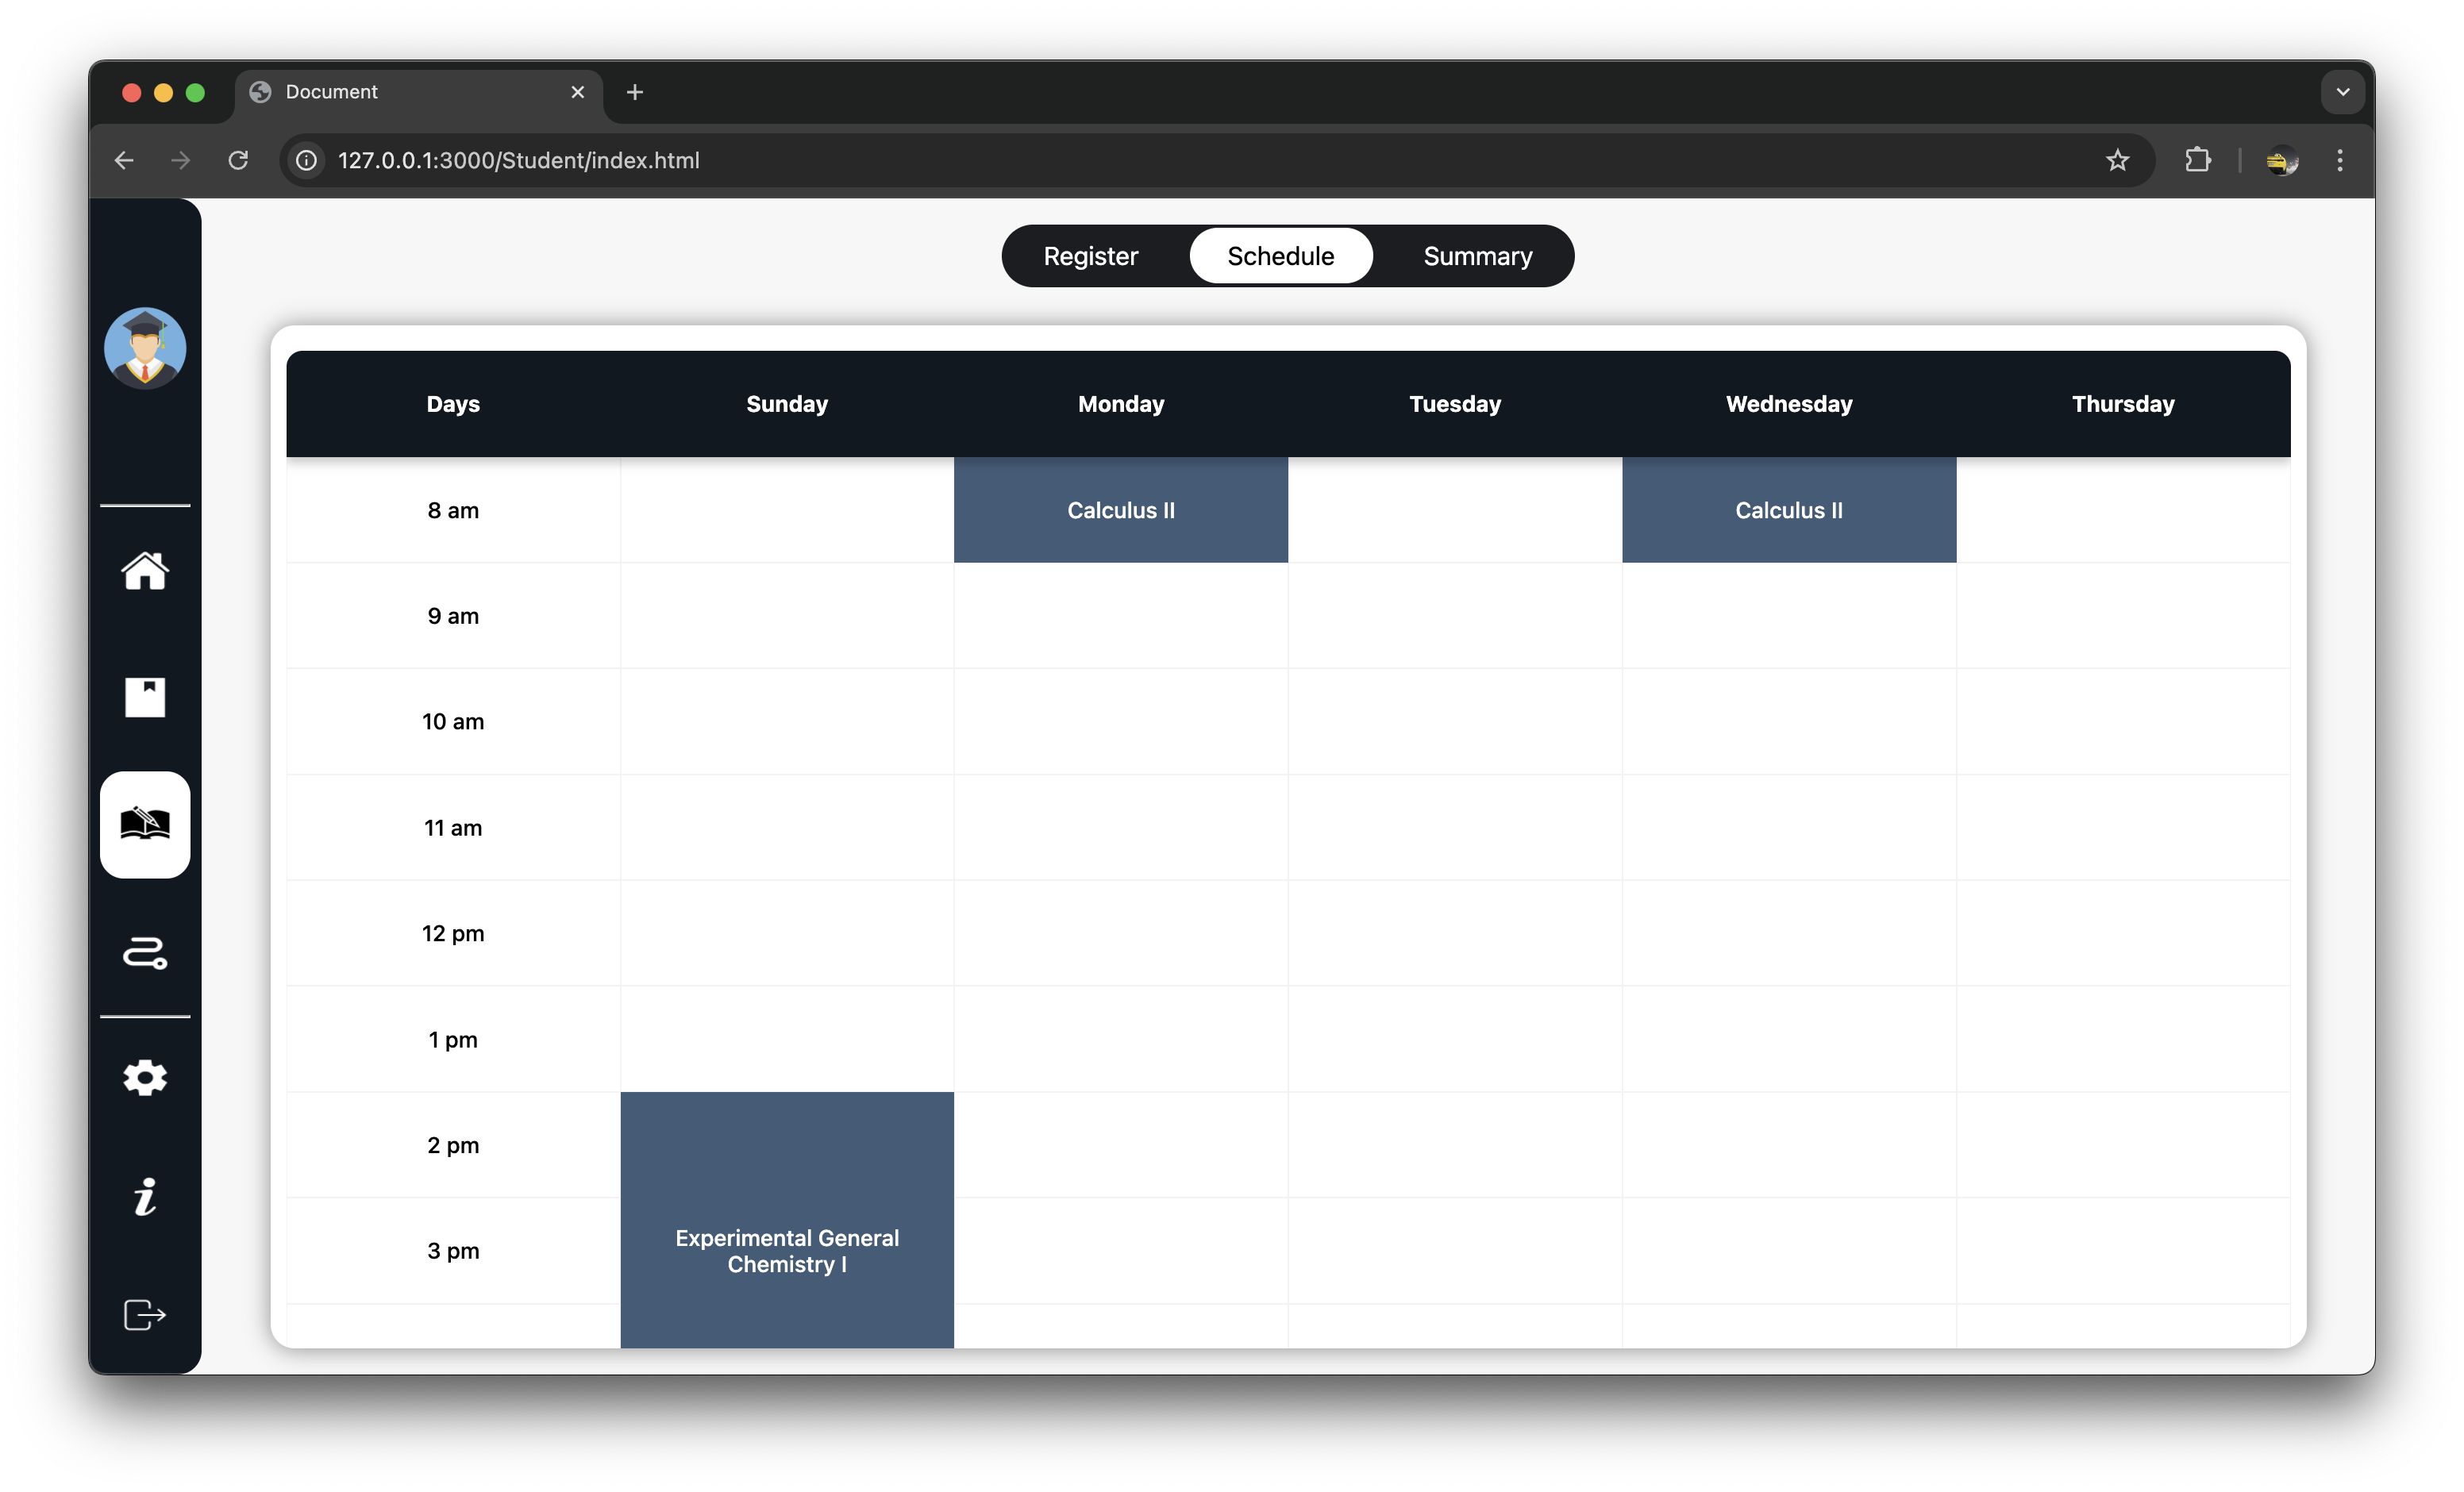 Document
127.0.0.1:3000/Student/index.html
Register Schedule Summary
Days Sunday Monday Tuesday Wednesday Thursday
8 am Calculus II Calculus II
9 am
10 am
11 am
12 pm
1 pm
2 pm
3 pm
Experimental General
Chemistry I